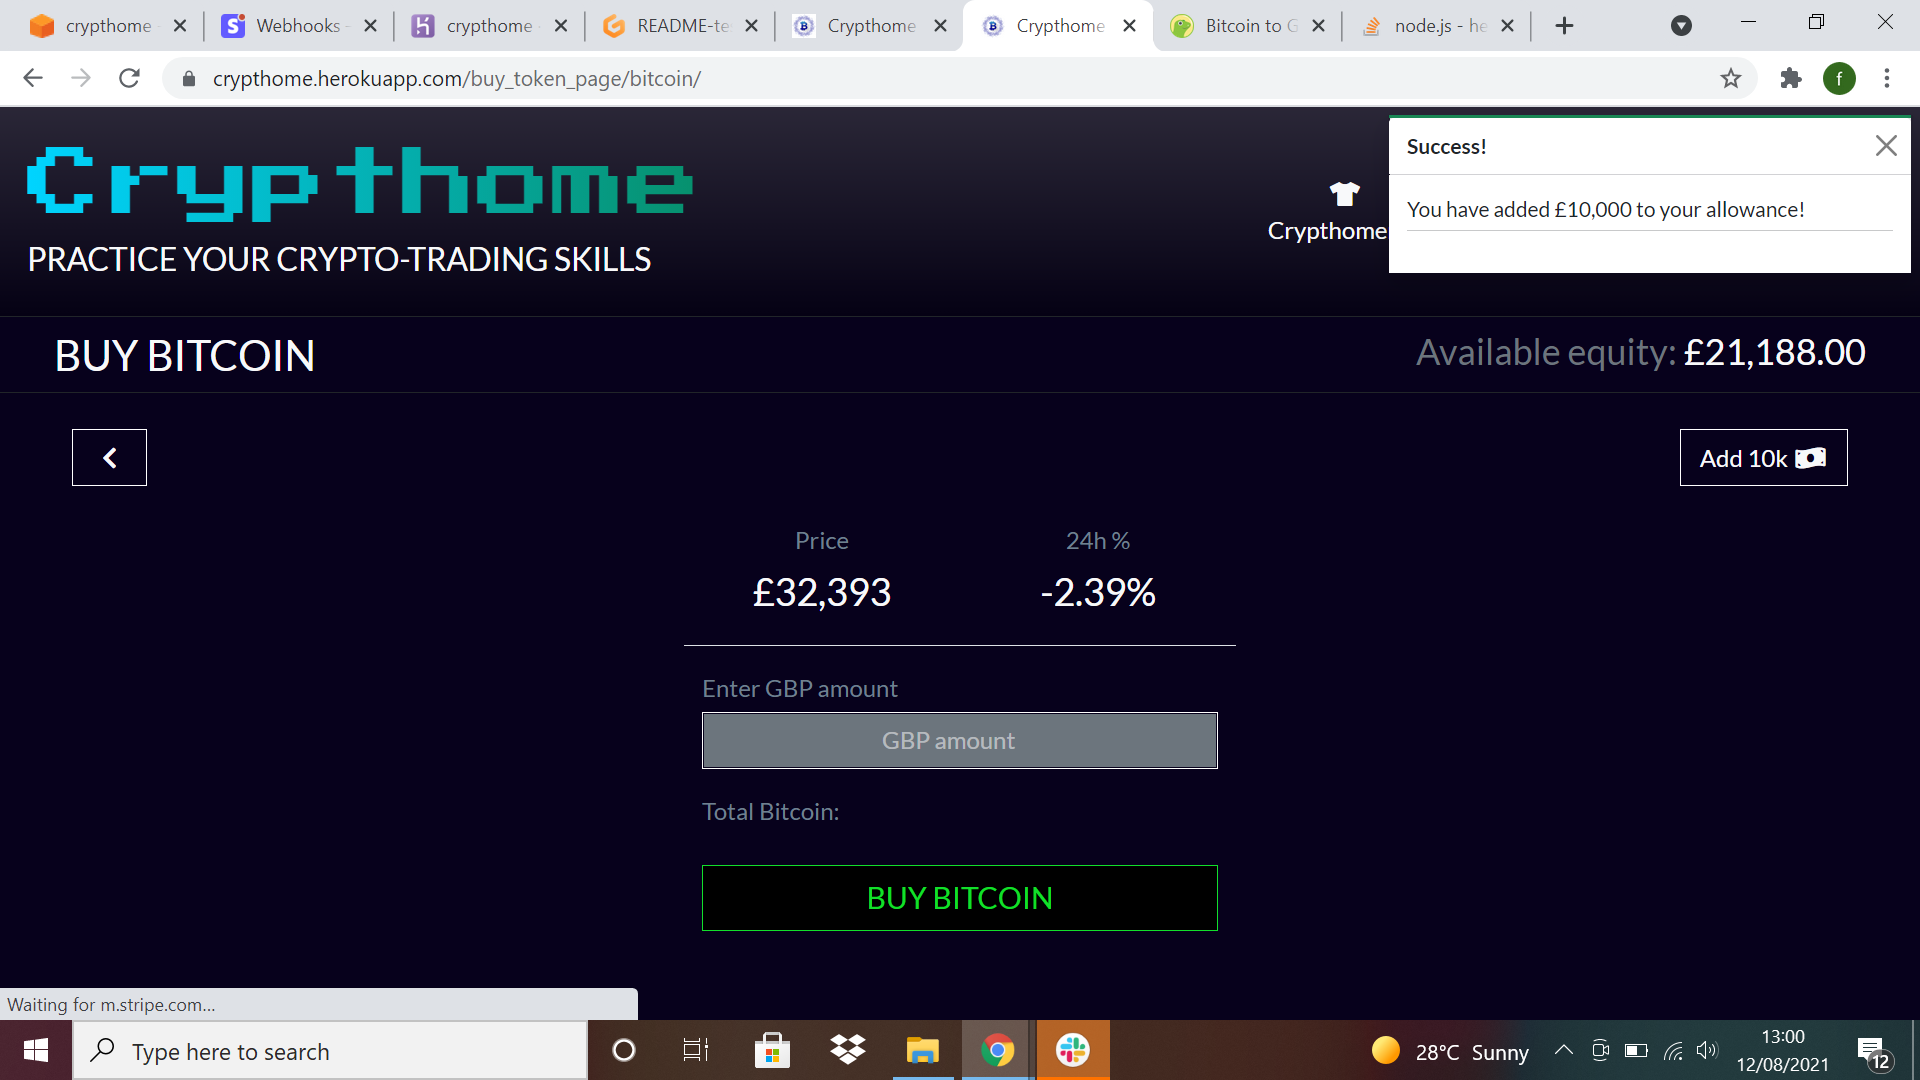 crypthome
Webhooks -
crypthome -
README-te
Crypthome
Crypthome
Bitcoin to G
node.js - he
crypthome.herokuapp.com/buy_token_page/bitcoin/
f
Crypthome
PRACTICE YOUR CRYPTO-TRADING SKILLS
Crypthome
Success!
You have added £10,000 to your allowance!
BUY BITCOIN
Available equity: £21,188.00
Add 10k
Price
24h %
£32,393
-2.39%
Enter GBP amount
GBP amount
Total Bitcoin:
BUY BITCOIN
Waiting for m.stripe.com...
Type here to search
28°C Sunny
13:00
12/08/2021
12